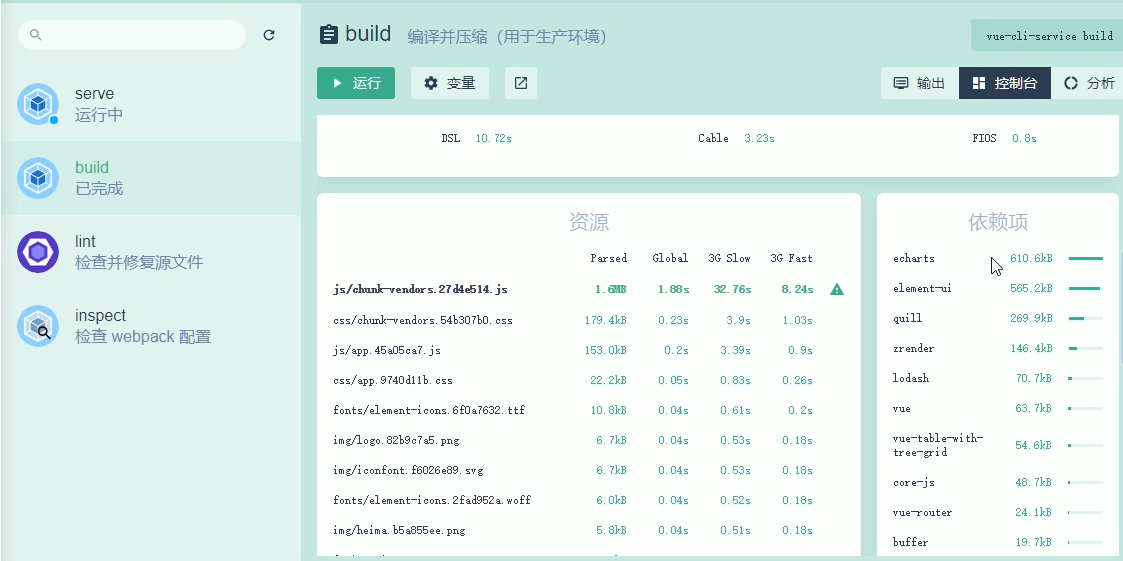 build 编译并压缩（用于生产环境）
vue-cli-service build
运行 变量
输出 控制台 分析
serve
运行中
build
已完成
lint
检查并修复源文件
inspect
检查 webpack 配置
DSL 10.72s Cable 3.23s FIOS 0.8s
资源
Parsed Global 3G Slow 3G Fast
js/chunk-vendors.27d4e514.js 1.6MB 1.88s 32.76s 8.24s
css/chunk-vendors.54b307b0.css 179.4kB 0.23s 3.9s 1.03s
js/app.45a05ca7.js 153.0kB 0.2s 3.39s 0.9s
css/app.9740d11b.css 22.2kB 0.05s 0.83s 0.26s
fonts/element-icons.6f0a7632.ttf 10.8kB 0.04s 0.61s 0.2s
img/logo.82b9c7a5.png 6.7kB 0.04s 0.53s 0.18s
img/iconfont.f6026e89.svg 6.7kB 0.04s 0.53s 0.18s
fonts/element-icons.2fad952a.woff 6.0kB 0.04s 0.52s 0.18s
img/heima.b5a855ee.png 5.8kB 0.04s 0.51s 0.18s
依赖项
echarts 610.6kB
element-ui 565.2kB
quill 269.9kB
zrender 146.4kB
lodash 70.7kB
vue 63.7kB
vue-table-with-
tree-grid 54.6kB
core-js 48.7kB
vue-router 24.1kB
buffer 19.7kB